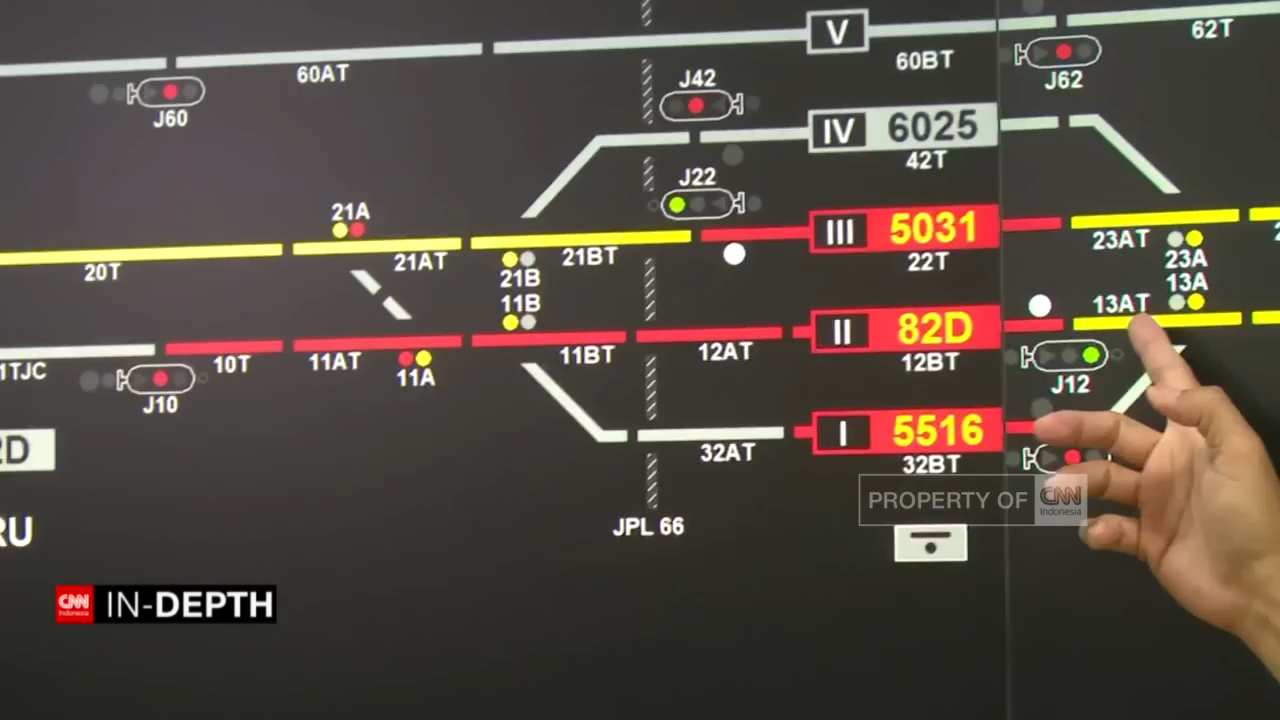 V
62T
60AT
60BT
J42
J62
J60
IV 6025
42T
J22
21A
III 5031
22T
23AT
23A
20T
21AT
21BT
21B
13A
11B
13AT
II 82D
12BT
1TJC
10T
11AT
11BT
12AT
J12
11A
J10
I 5516
32AT
32BT
2D
PROPERTY OF CNN Indonesia
RU
JPL 66
CNN Indonesia IN-DEPTH